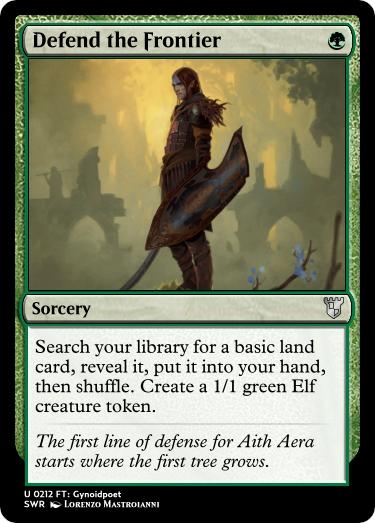 Defend the Frontier
Sorcery
Search your library for a basic land
card, reveal it, put it into your hand,
then shuffle. Create a 1/1 green Elf
creature token.
The first line of defense for Aith Aera
starts where the first tree grows.
U 0212 FT: Gynoidpoet
SWR Lorenzo Mastroianni